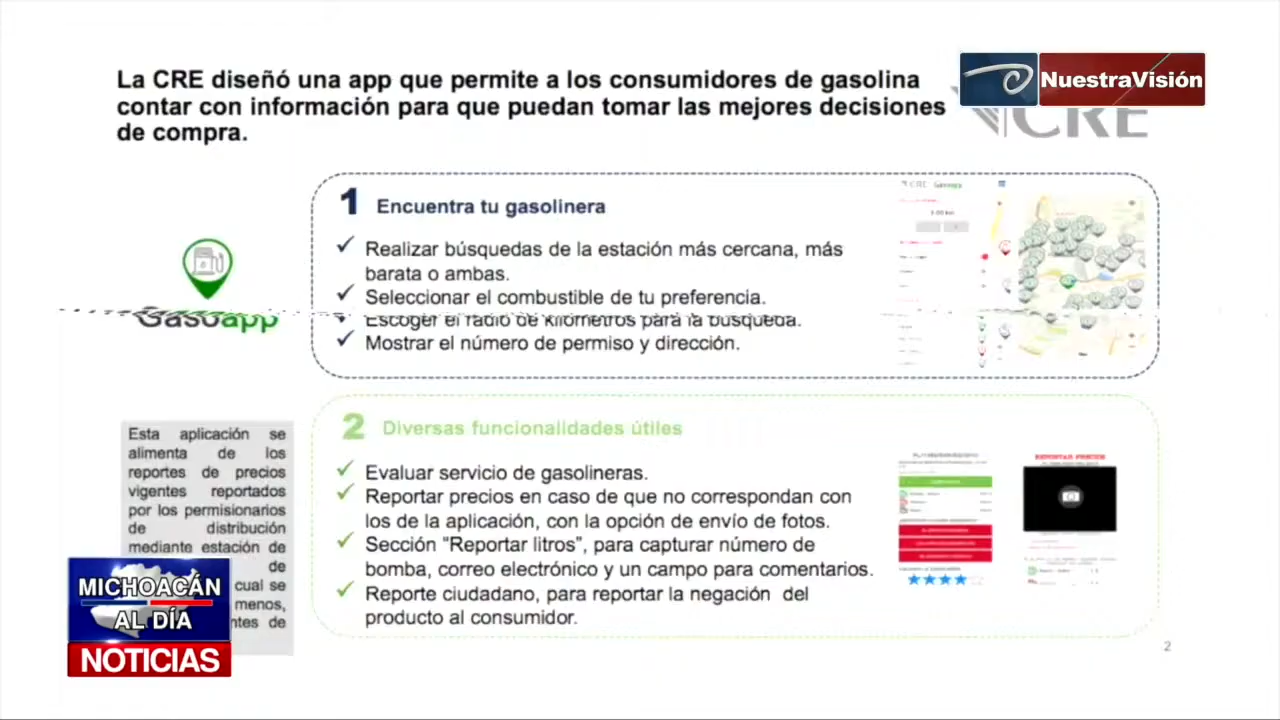 La CRE diseñó una app que permite a los consumidores de gasolina
contar con información para que puedan tomar las mejores decisiones
de compra.
NuestraVisión
CRE
1 Encuentra tu gasolinera
✓ Realizar búsquedas de la estación más cercana, más
barata o ambas.
✓ Seleccionar el combustible de tu preferencia.
✓ Escoger el radio de kilómetros para la búsqueda.
✓ Mostrar el número de permiso y dirección.
Gasoapp
2 Diversas funcionalidades útiles
✓ Evaluar servicio de gasolineras.
✓ Reportar precios en caso de que no correspondan con
los de la aplicación, con la opción de envío de fotos.
✓ Sección "Reportar litros", para capturar número de
bomba, correo electrónico y un campo para comentarios.
✓ Reporte ciudadano, para reportar la negación del
producto al consumidor.
REPORTAR PRECIOS
Esta aplicación se
alimenta de los
reportes de precios
vigentes reportados
por los permisionarios
de distribución
mediante estación de
de
cual se
menos,
de
MICHOACÁN
AL DÍA
NOTICIAS
2